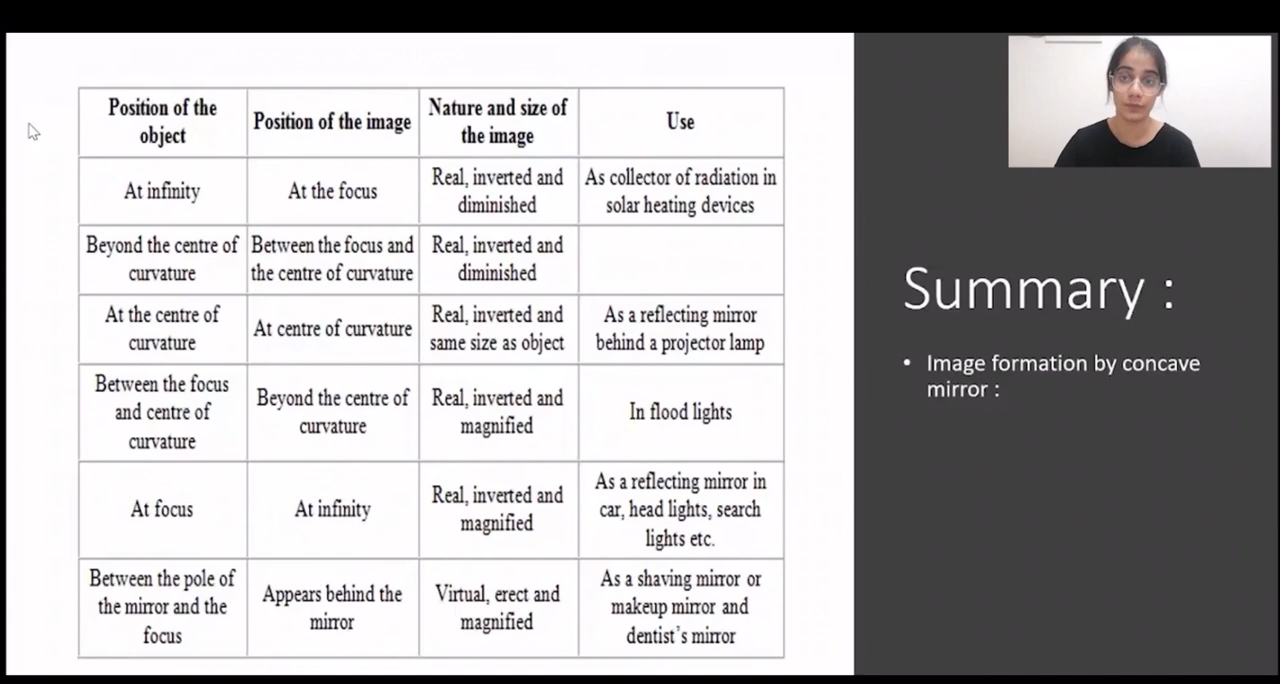 Position of the
object
Position of the image
Nature and size of
the image
Use
At infinity
At the focus
Real, inverted and
diminished
As collector of radiation in
solar heating devices
Beyond the centre of
curvature
Between the focus and
the centre of curvature
Real, inverted and
diminished
At the centre of
curvature
At centre of curvature
Real, inverted and
same size as object
As a reflecting mirror
behind a projector lamp
Between the focus
and centre of
curvature
Beyond the centre of
curvature
Real, inverted and
magnified
In flood lights
At focus
At infinity
Real, inverted and
magnified
As a reflecting mirror in
car, head lights, search
lights etc.
Between the pole of
the mirror and the
focus
Appears behind the
mirror
Virtual, erect and
magnified
As a shaving mirror or
makeup mirror and
dentist's mirror
Summary :
• Image formation by concave
mirror :